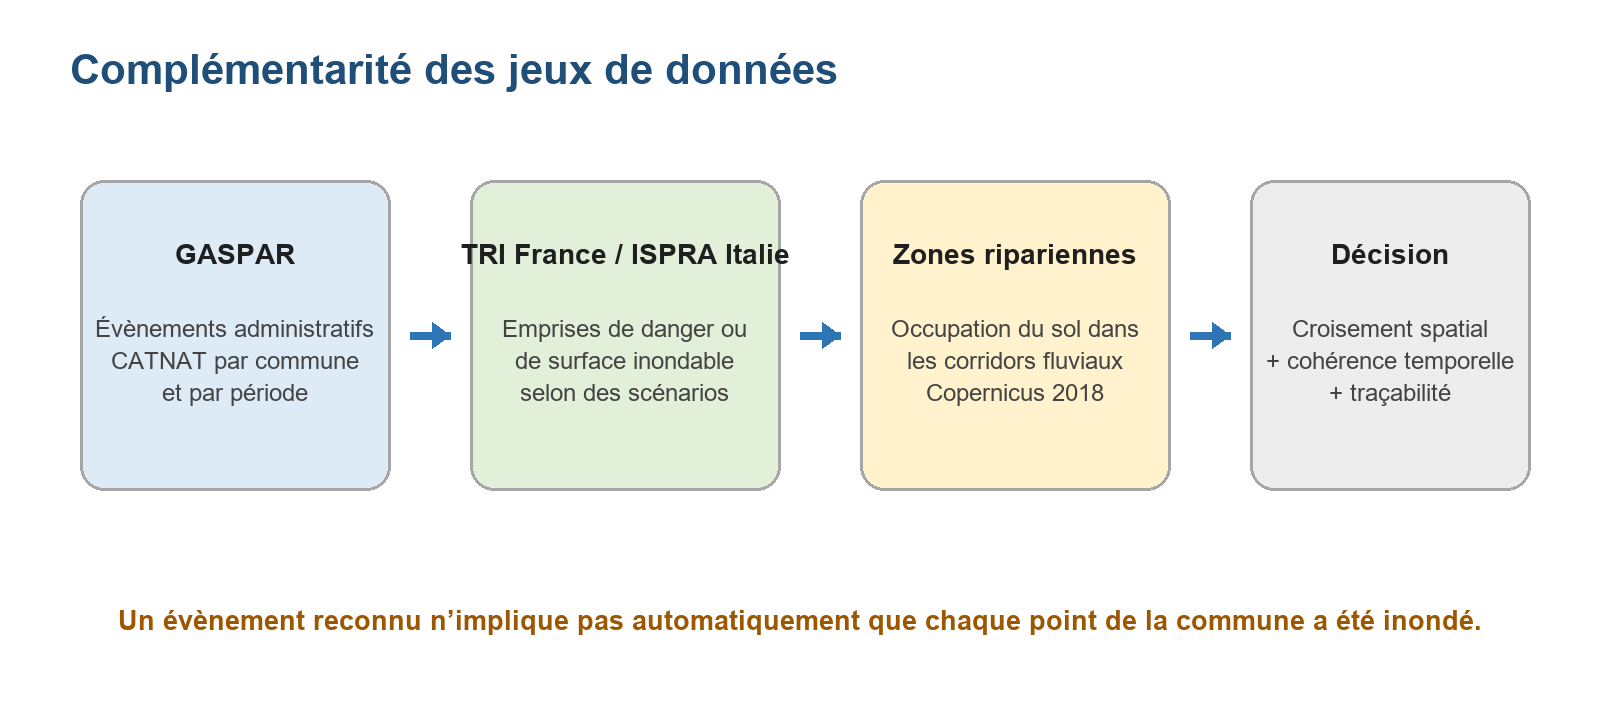 Complémentarité des jeux de données
GASPAR
Évènements administratifs
CATNAT par commune
et par période
TRI France / ISPRA Italie
Emprises de danger ou
de surface inondable
selon des scénarios
Zones ripariennes
Occupation du sol dans
les corridors fluviaux
Copernicus 2018
Décision
Croisement spatial
+ cohérence temporelle
+ traçabilité
Un évènement reconnu n’implique pas automatiquement que chaque point de la commune a été inondé.